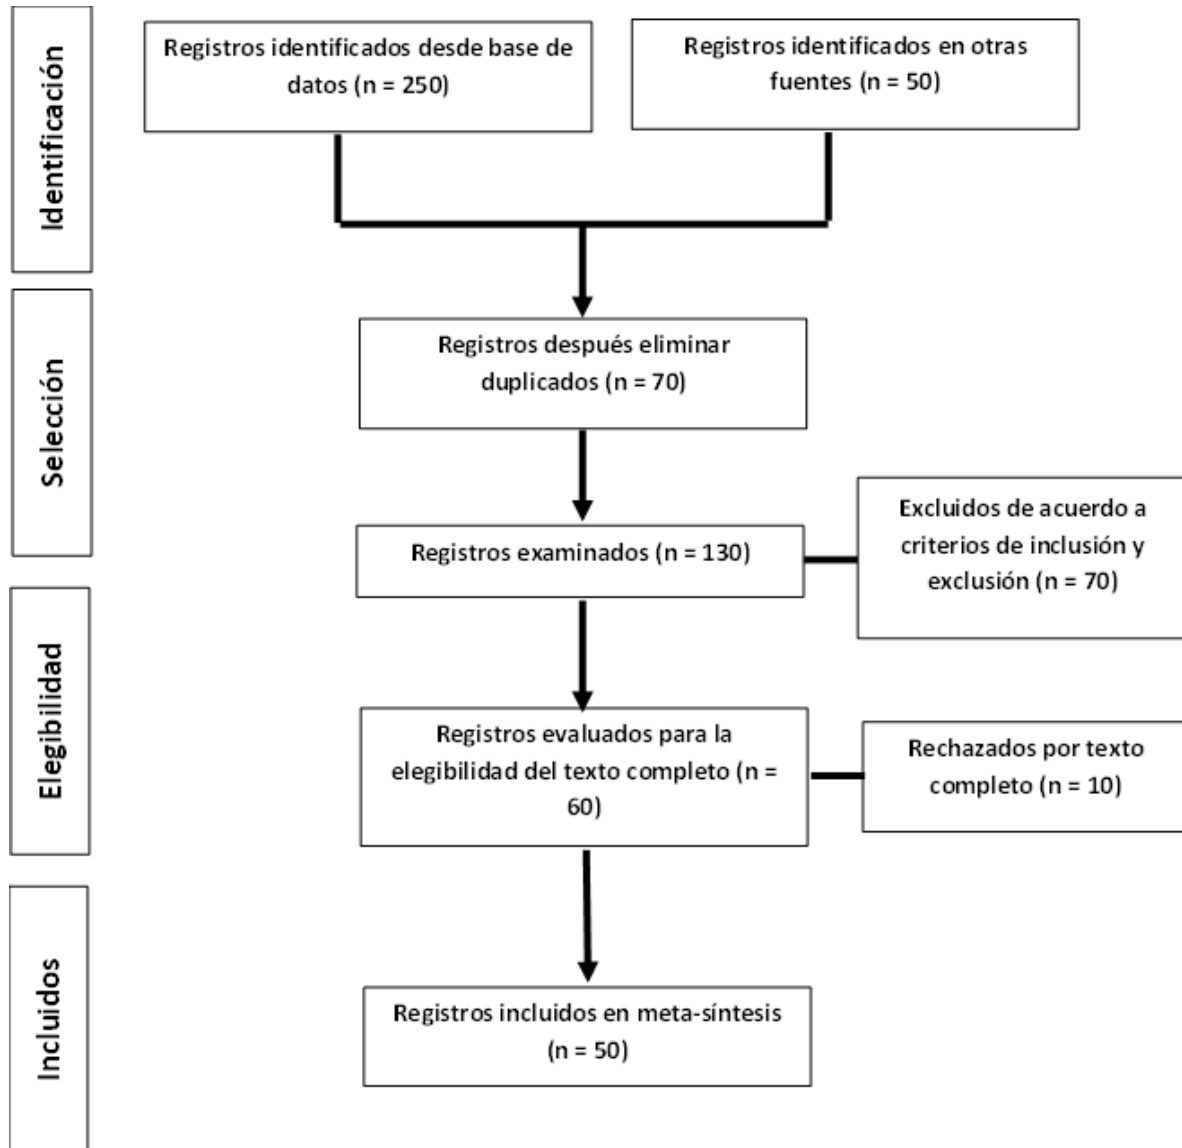 Identificación
Registros identificados desde base de
datos (n = 250)
Registros identificados en otras
fuentes (n = 50)
Selección
Registros después eliminar
duplicados (n = 70)
Registros examinados (n = 130)
Excluidos de acuerdo a
criterios de inclusión y
exclusión (n = 70)
Elegibilidad
Registros evaluados para la
elegibilidad del texto completo (n =
60)
Rechazados por texto
completo (n = 10)
Incluidos
Registros incluidos en meta-síntesis
(n = 50)